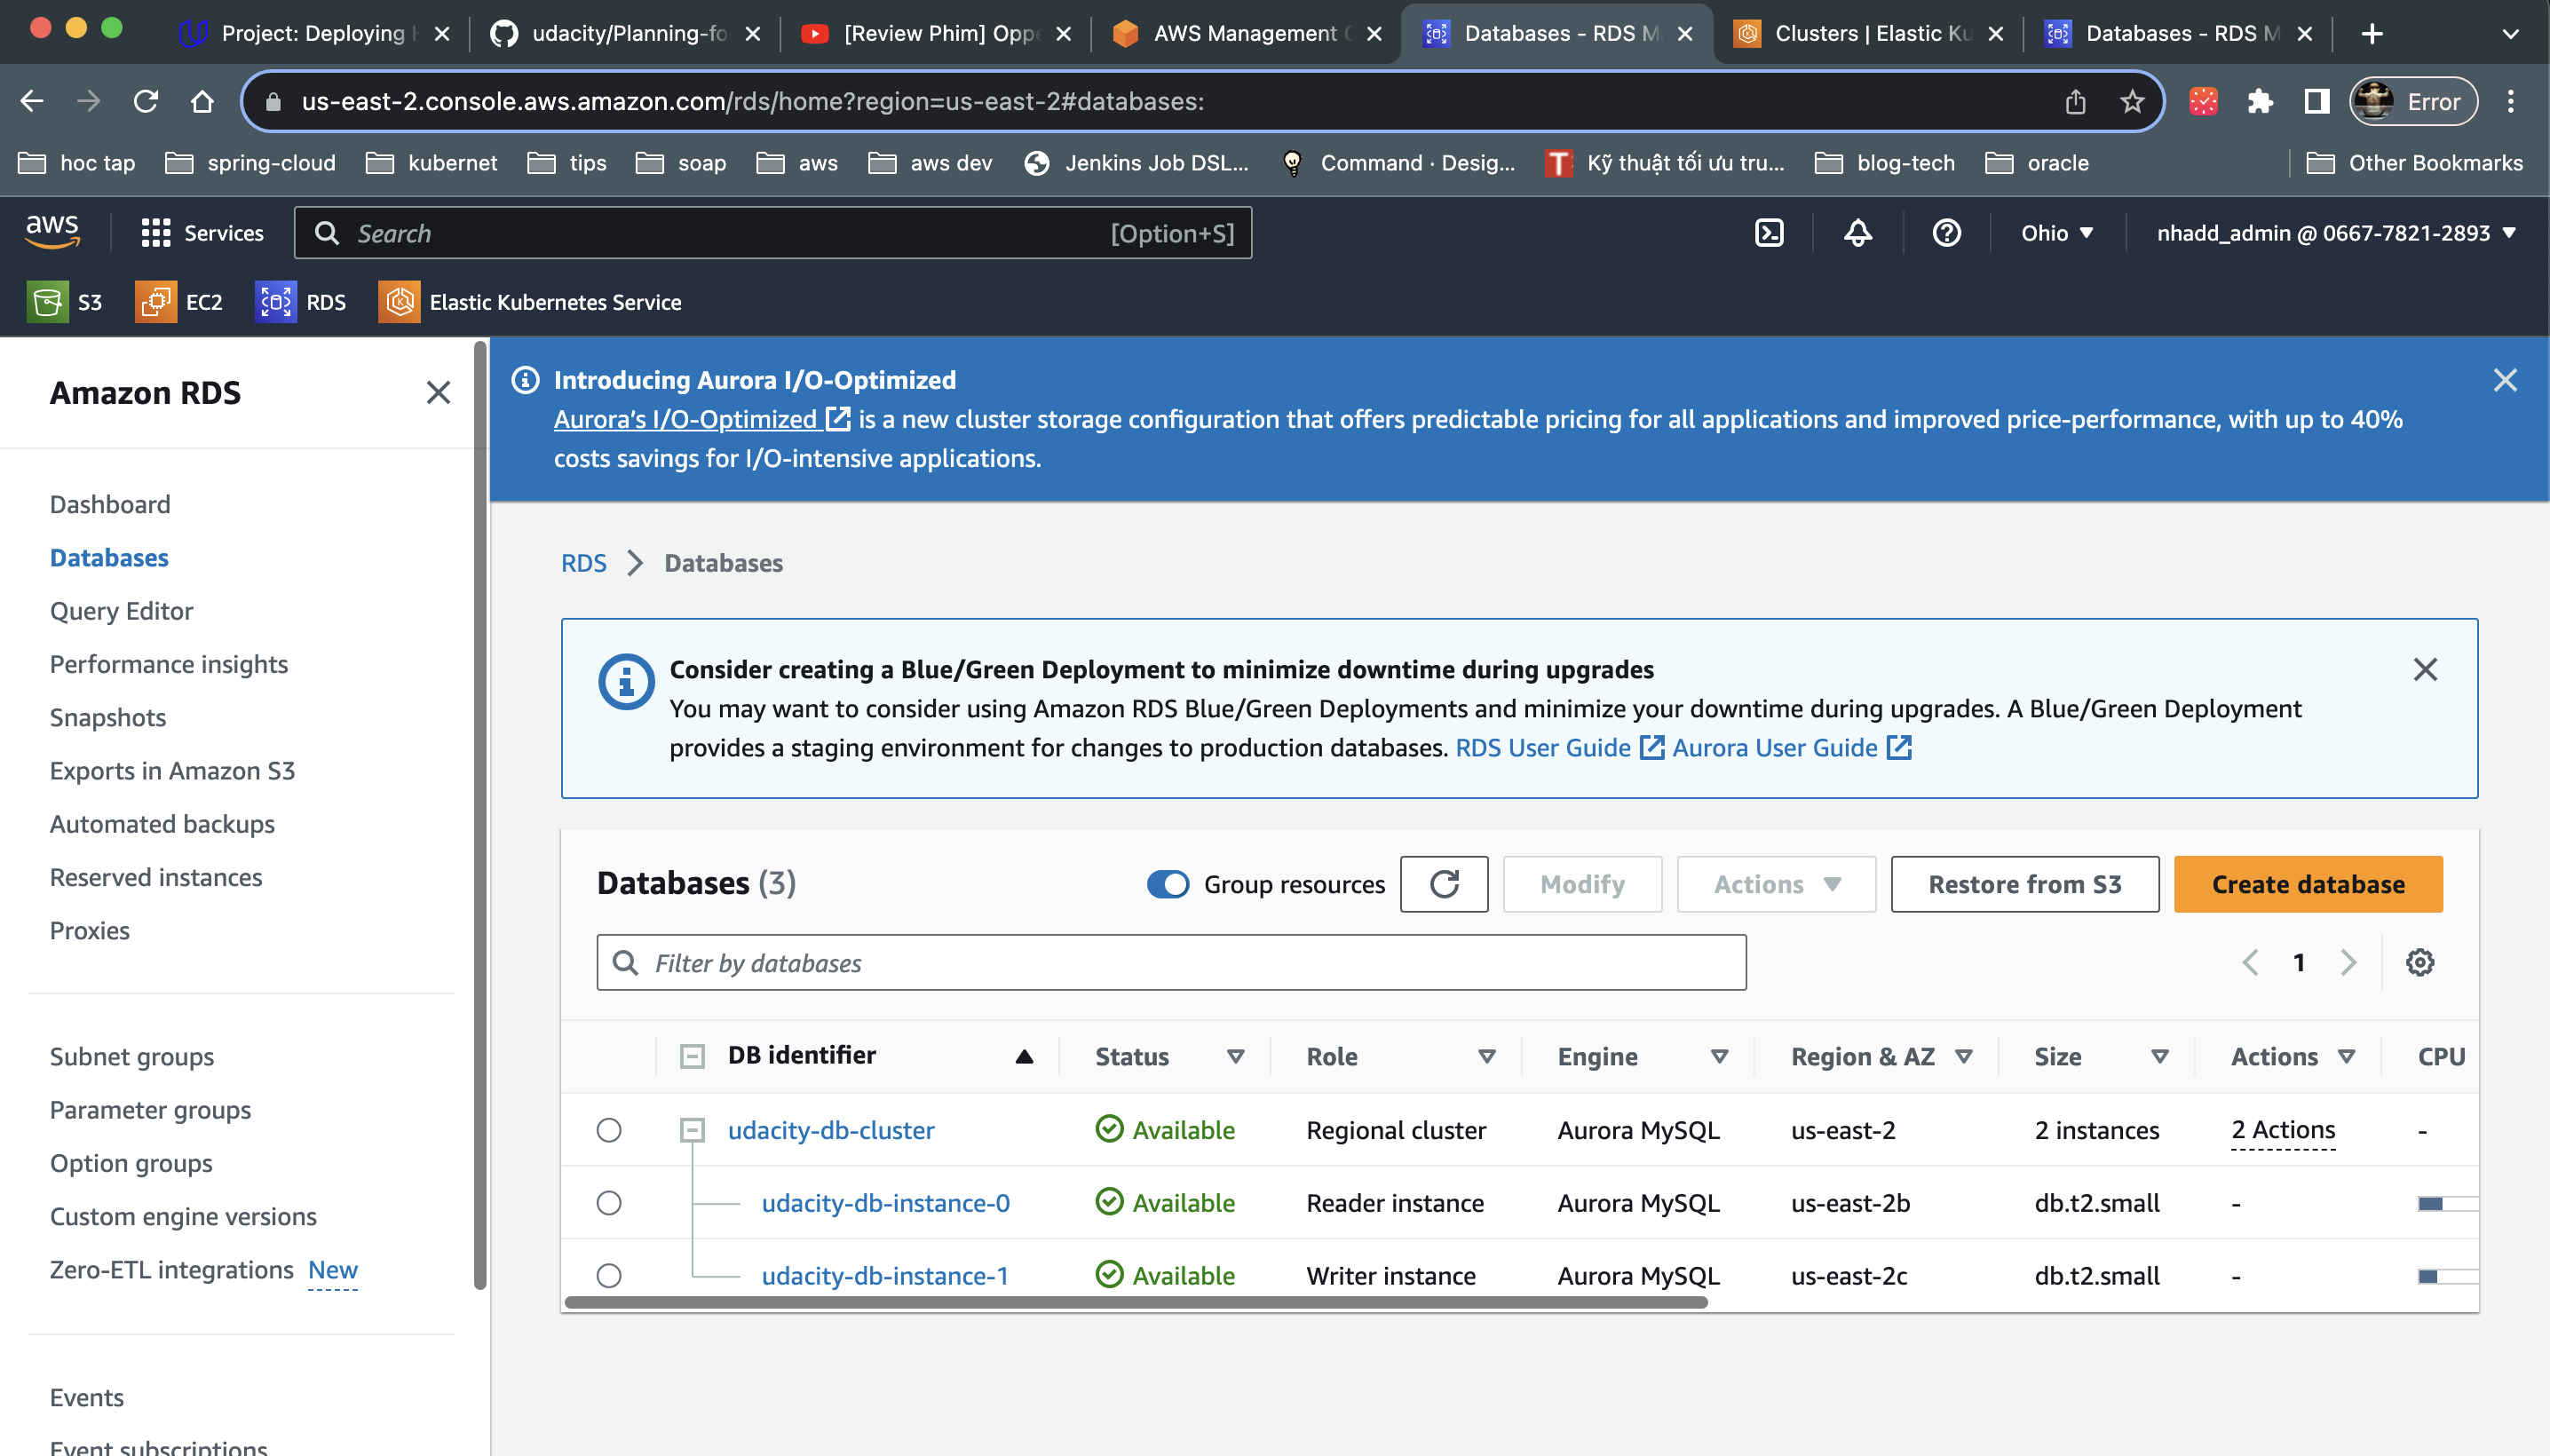 Project: Deploying
udacity/Planning-fo
[Review Phim] Oppe
AWS Management
Databases - RDS M
Clusters | Elastic Ku
Databases - RDS M
us-east-2.console.aws.amazon.com/rds/home?region=us-east-2#databases:
Error
hoc tap
spring-cloud
kubernet
tips
soap
aws
aws dev
Jenkins Job DSL...
Command · Desig...
T
Kỹ thuật tối ưu tru...
blog-tech
oracle
Other Bookmarks
aws
Services
Search
[Option+S]
Ohio
nhadd_admin @ 0667-7821-2893
S3
EC2
RDS
Elastic Kubernetes Service
Amazon RDS
Dashboard
Databases
Query Editor
Performance insights
Snapshots
Exports in Amazon S3
Automated backups
Reserved instances
Proxies
Subnet groups
Parameter groups
Option groups
Custom engine versions
Zero-ETL integrations New
Events
Event subscriptions
Introducing Aurora I/O-Optimized
Aurora’s I/O-Optimized is a new cluster storage configuration that offers predictable pricing for all applications and improved price-performance, with up to 40%
costs savings for I/O-intensive applications.
RDS
Databases
Consider creating a Blue/Green Deployment to minimize downtime during upgrades
You may want to consider using Amazon RDS Blue/Green Deployments and minimize your downtime during upgrades. A Blue/Green Deployment
provides a staging environment for changes to production databases. RDS User Guide Aurora User Guide
Databases (3)
Group resources
Modify
Actions
Restore from S3
Create database
Filter by databases
1
DB identifier
Status
Role
Engine
Region & AZ
Size
Actions
CPU
udacity-db-cluster Available Regional cluster Aurora MySQL us-east-2 2 instances 2 Actions -
udacity-db-instance-0 Available Reader instance Aurora MySQL us-east-2b db.t2.small -
udacity-db-instance-1 Available Writer instance Aurora MySQL us-east-2c db.t2.small -